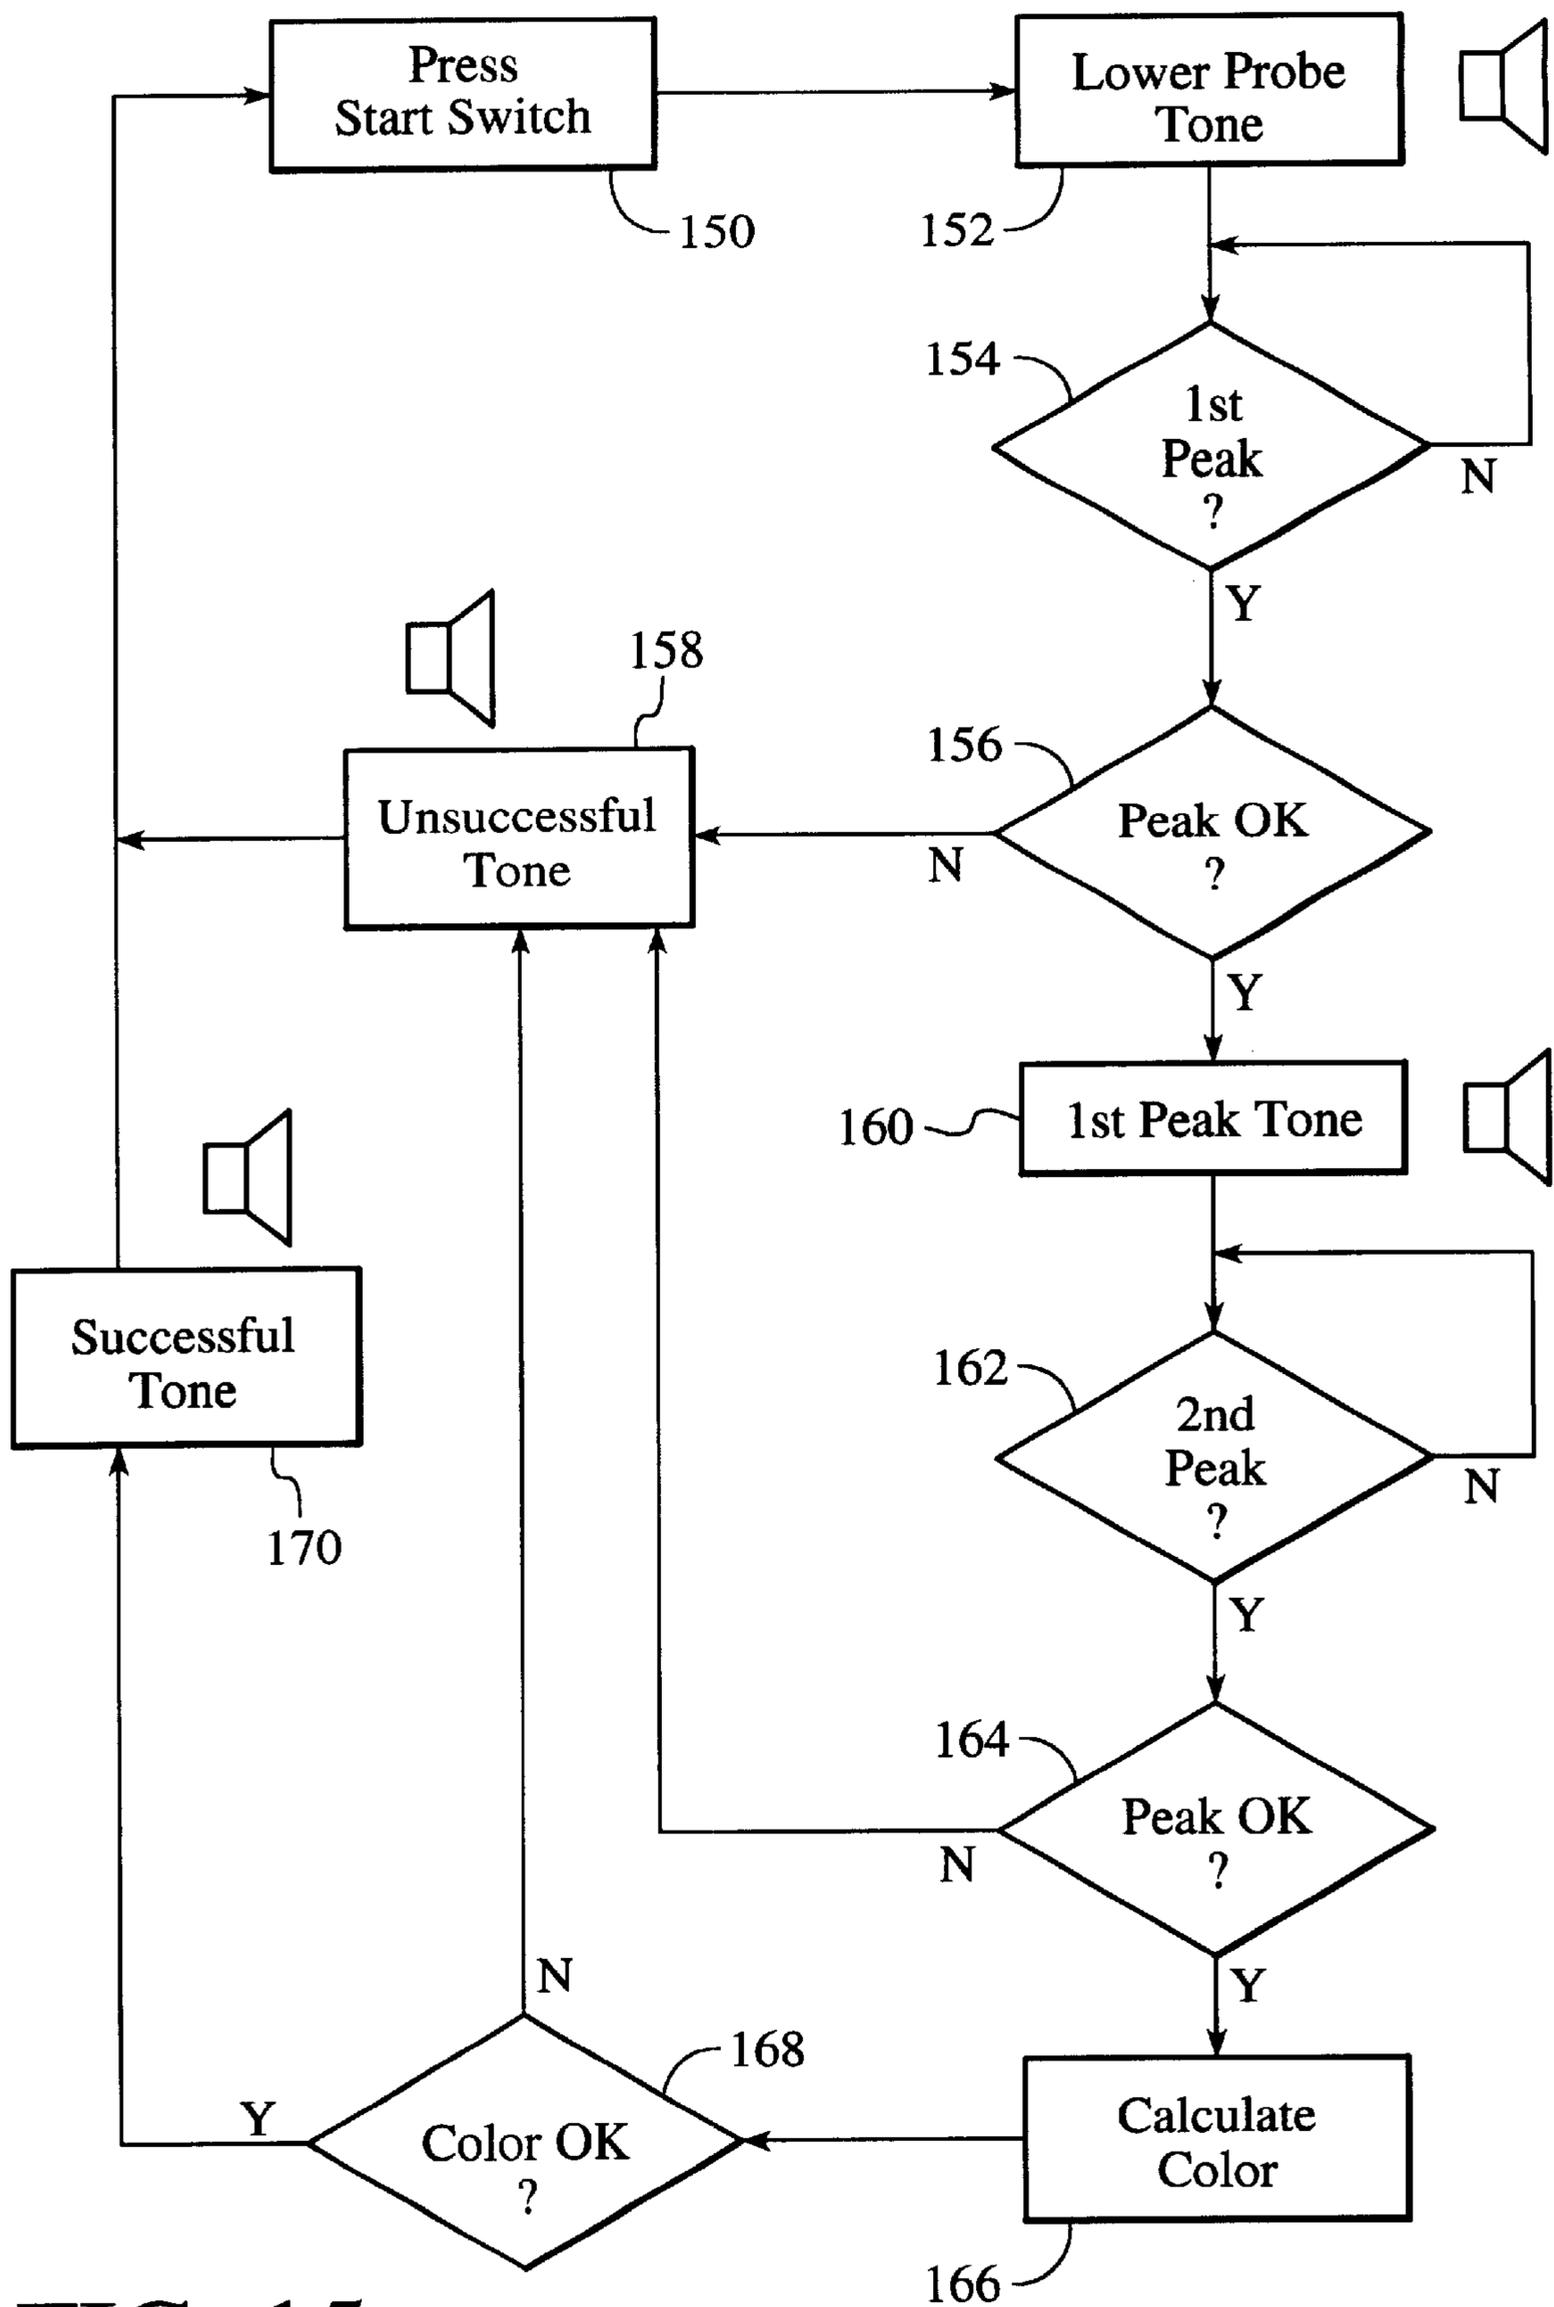 Press
Start Switch
150
Lower Probe
Tone
152
154
1st
Peak
?
N
Y
158
Unsuccessful
Tone
156
Peak OK
?
N
Y
160
1st Peak Tone
Successful
Tone
170
162
2nd
Peak
?
N
Y
164
Peak OK
?
N
Y
N
168
Color OK
?
Y
Calculate
Color
166